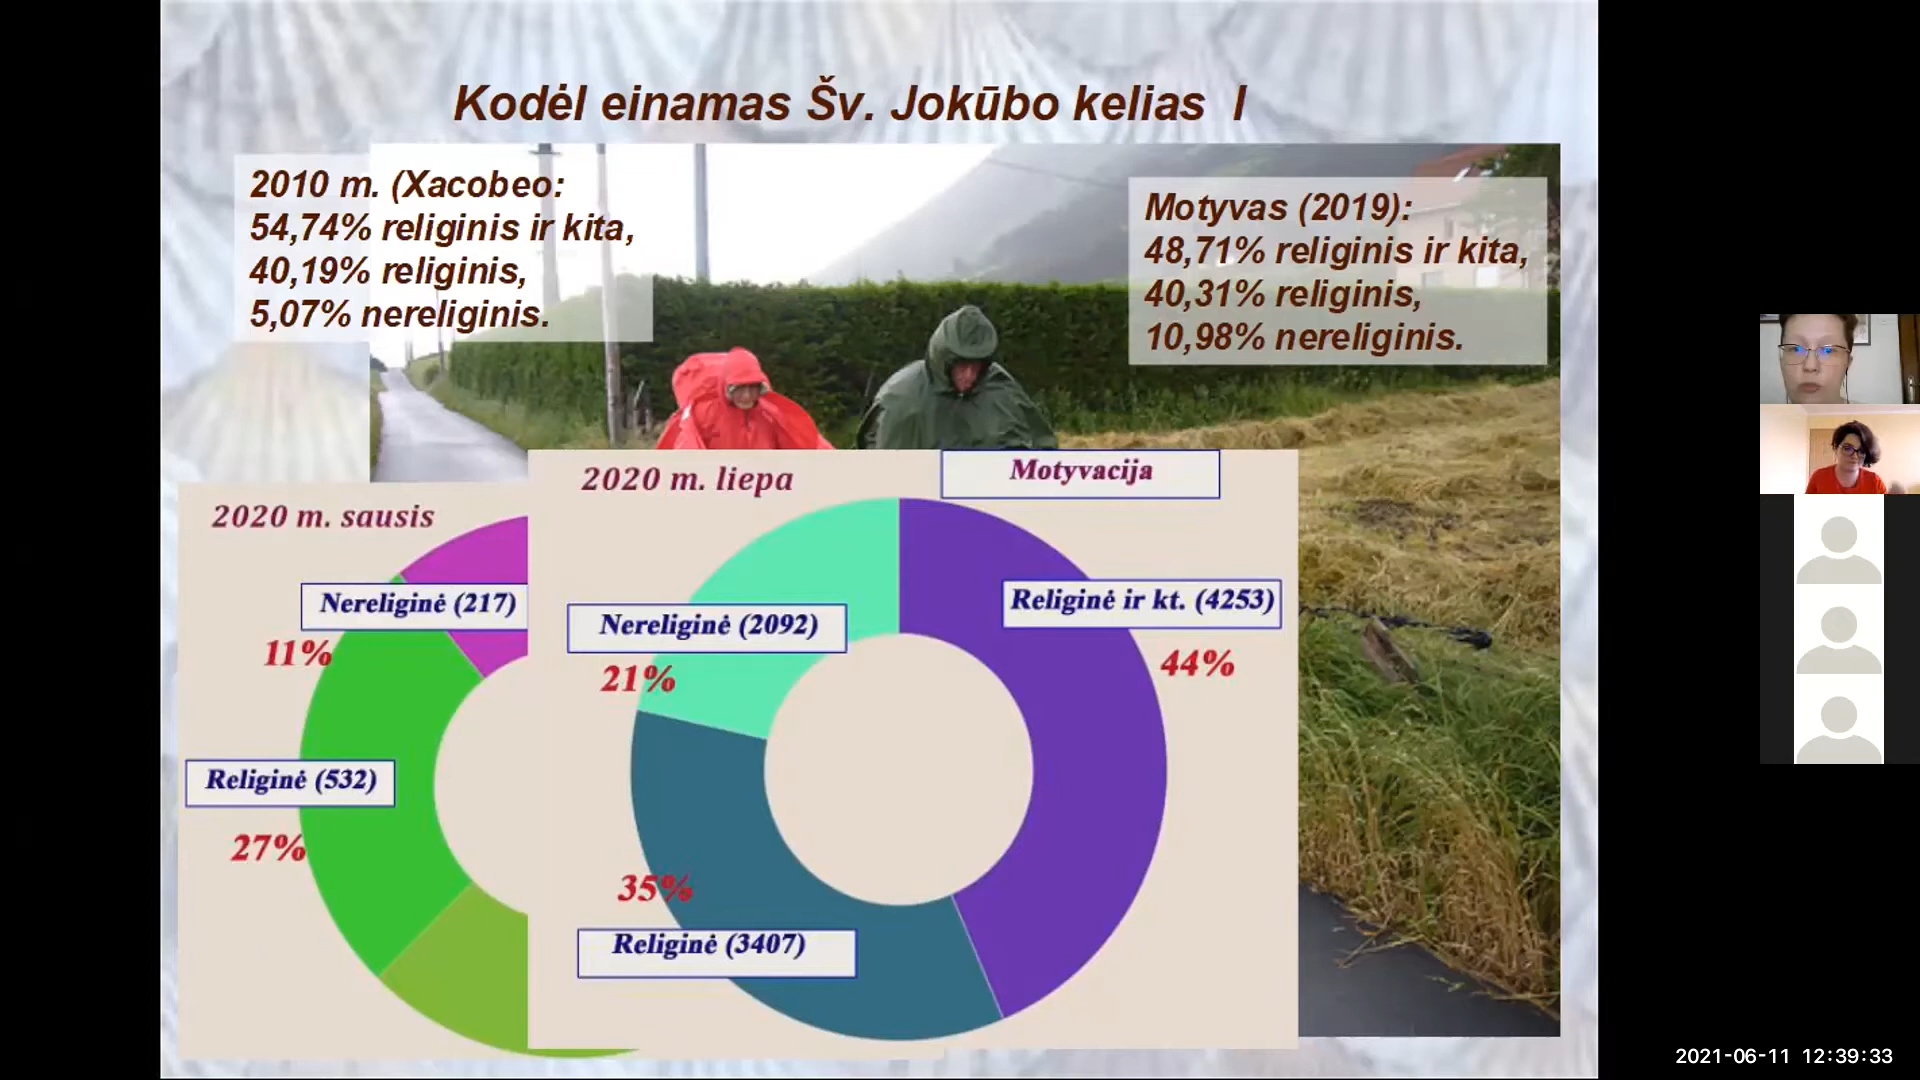 Kodėl einamas Šv. Jokūbo kelias I
2010 m. (Xacobeo:
54,74% religinis ir kita,
40,19% religinis,
5,07% nereliginis.
Motyvas (2019):
48,71% religinis ir kita,
40,31% religinis,
10,98% nereliginis.
2020 m. sausis
Nereliginė (217)
11%
Religinė (532)
27%
2020 m. liepa
Motyvacija
Nereliginė (2092)
21%
Religinė ir kt. (4253)
44%
35%
Religinė (3407)
2021-06-11 12:39:33